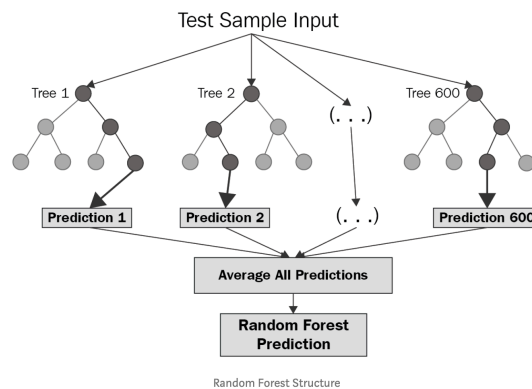 Test Sample Input
Tree 1
Tree 2
(. . .)
Tree 600
Prediction 1
Prediction 2
(. . .)
Prediction 600
Average All Predictions
Random Forest
Prediction
Random Forest Structure